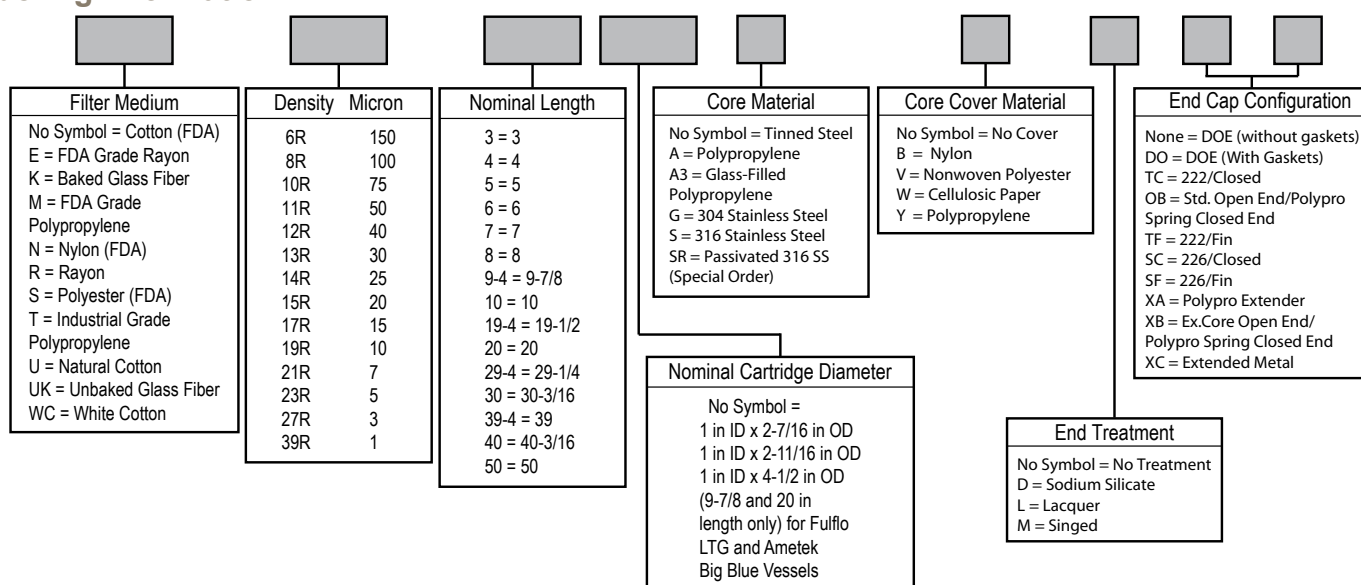 Filter Medium
No Symbol = Cotton (FDA)
E = FDA Grade Rayon
K = Baked Glass Fiber
M = FDA Grade
Polypropylene
N = Nylon (FDA)
R = Rayon
S = Polyester (FDA)
T = Industrial Grade
Polypropylene
U = Natural Cotton
UK = Unbaked Glass Fiber
WC = White Cotton
Density Micron
6R 150
8R 100
10R 75
11R 50
12R 40
13R 30
14R 25
15R 20
17R 15
19R 10
21R 7
23R 5
27R 3
39R 1
Nominal Length
3 = 3
4 = 4
5 = 5
6 = 6
7 = 7
8 = 8
9-4 = 9-7/8
10 = 10
19-4 = 19-1/2
20 = 20
29-4 = 29-1/4
30 = 30-3/16
39-4 = 39
40 = 40-3/16
50 = 50
Nominal Cartridge Diameter
No Symbol =
1 in ID x 2-7/16 in OD
1 in ID x 2-11/16 in OD
1 in ID x 4-1/2 in OD
(9-7/8 and 20 in
length only) for Fulflo
LTG and Ametek
Big Blue Vessels
Core Material
No Symbol = Tinned Steel
A = Polypropylene
A3 = Glass-Filled
Polypropylene
G = 304 Stainless Steel
S = 316 Stainless Steel
SR = Passivated 316 SS
(Special Order)
Core Cover Material
No Symbol = No Cover
B = Nylon
V = Nonwoven Polyester
W = Cellulosic Paper
Y = Polypropylene
End Treatment
No Symbol = No Treatment
D = Sodium Silicate
L = Lacquer
M = Singed
End Cap Configuration
None = DOE (without gaskets)
DO = DOE (With Gaskets)
TC = 222/Closed
OB = Std. Open End/Polypro
Spring Closed End
TF = 222/Fin
SC = 226/Closed
SF = 226/Fin
XA = Polypro Extender
XB = Ex.Core Open End/
Polypro Spring Closed End
XC = Extended Metal